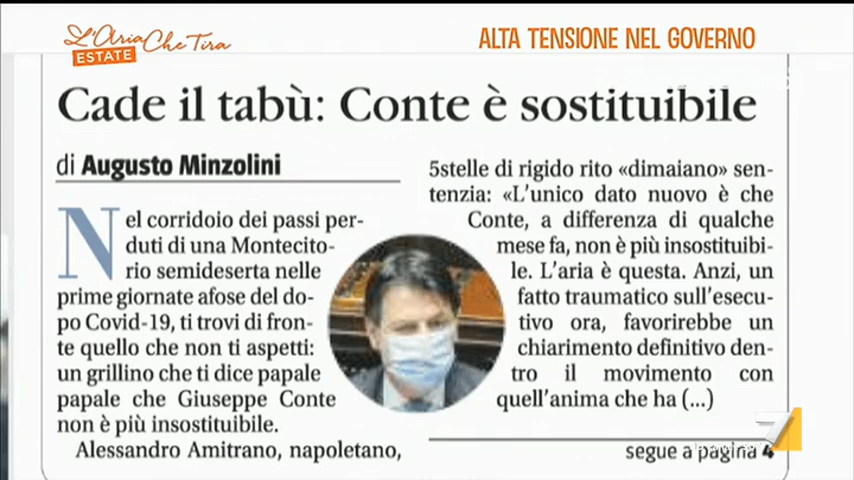 L'Aria Che Tira
ESTATE
ALTA TENSIONE NEL GOVERNO
Cade il tabù: Conte è sostituibile
di Augusto Minzolini
Nel corridoio dei passi per-
duti di una Montecito-
rio semideserta nelle
prime giornate afose del do-
po Covid-19, ti trovi di fron-
te quello che non ti aspetti:
un grillino che ti dice papale
papale che Giuseppe Conte
non è più insostituibile.
Alessandro Amitrano, napoletano,
5stelle di rigido rito «dimaiano» sen-
tenzia: «L'unico dato nuovo è che
Conte, a differenza di qualche
mese fa, non è più insostituibi-
le. L'aria è questa. Anzi, un
fatto traumatico sull'esecu-
tivo ora, favorirebbe un
chiarimento definitivo den-
tro il movimento con
quell'anima che ha (...)
segue a pagina 4
7